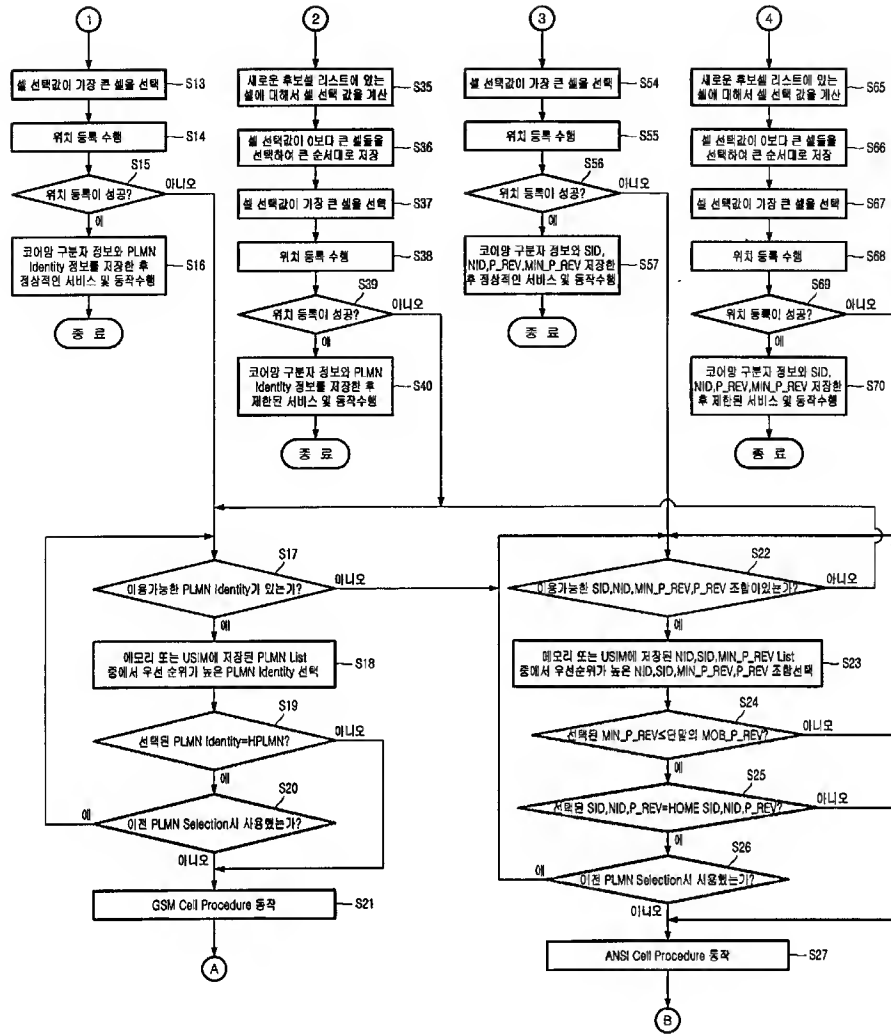 1
셀 선택값이 가장 큰 셀을 선택
S13
위치 등록 수행
S14
S15
위치 등록이 성공?
아니오
예
코어망 구분자 정보와 PLMN
Identity 정보를 저장한 후
정상적인 서비스 및 동작수행
S16
종 료
2
새로운 후보셀 리스트에 있는
셀에 대해서 셀 선택 값을 계산
S35
셀 선택값이 0보다 큰 셀들을
선택하여 큰 순서대로 저장
S36
셀 선택값이 가장 큰 셀을 선택
S37
위치 등록 수행
S38
S39
위치 등록이 성공?
아니오
예
코어망 구분자 정보와 PLMN
Identity 정보를 저장한 후
제한된 서비스 및 동작수행
S40
종 료
3
셀 선택값이 가장 큰 셀을 선택
S54
위치 등록 수행
S55
S56
위치 등록이 성공?
아니오
예
코어망 구분자 정보와 SID,
NID,P_REV,MIN_P_REV 저장한
후 정상적인 서비스 및 동작수행
S57
종 료
4
새로운 후보셀 리스트에 있는
셀에 대해서 셀 선택 값을 계산
S65
셀 선택값이 0보다 큰 셀들을
선택하여 큰 순서대로 저장
S66
셀 선택값이 가장 큰 셀을 선택
S67
위치 등록 수행
S68
S69
위치 등록이 성공?
아니오
예
코어망 구분자 정보와 SID,
NID,P_REV,MIN_P_REV 저장한
후 제한된 서비스 및 동작수행
S70
종 료
S17
이용가능한 PLMN Identity가 있는가?
아니오
예
메모리 또는 USIM에 저장된 PLMN List
중에서 우선 순위가 높은 PLMN Identity 선택
S18
S19
선택된 PLMN Identity=HPLMN?
아니오
예
S20
이전 PLMN Selection시 사용했는가?
예
아니오
GSM Cell Procedure 동작
S21
A
S22
이용가능한 SID,NID,MIN_P_REV,P_REV 조합이있는가?
아니오
예
메모리 또는 USIM에 저장된 NID,SID,MIN_P_REV List
중에서 우선순위가 높은 NID,SID,MIN_P_REV,P_REV 조합선택
S23
S24
선택된 MIN_P_REV≤단말의 MOB_P_REV?
아니오
예
S25
선택된 SID,NID,P_REV=HOME SID,NID,P_REV?
아니오
예
S26
이전 PLMN Selection시 사용했는가?
예
아니오
ANSI Cell Procedure 동작
S27
B